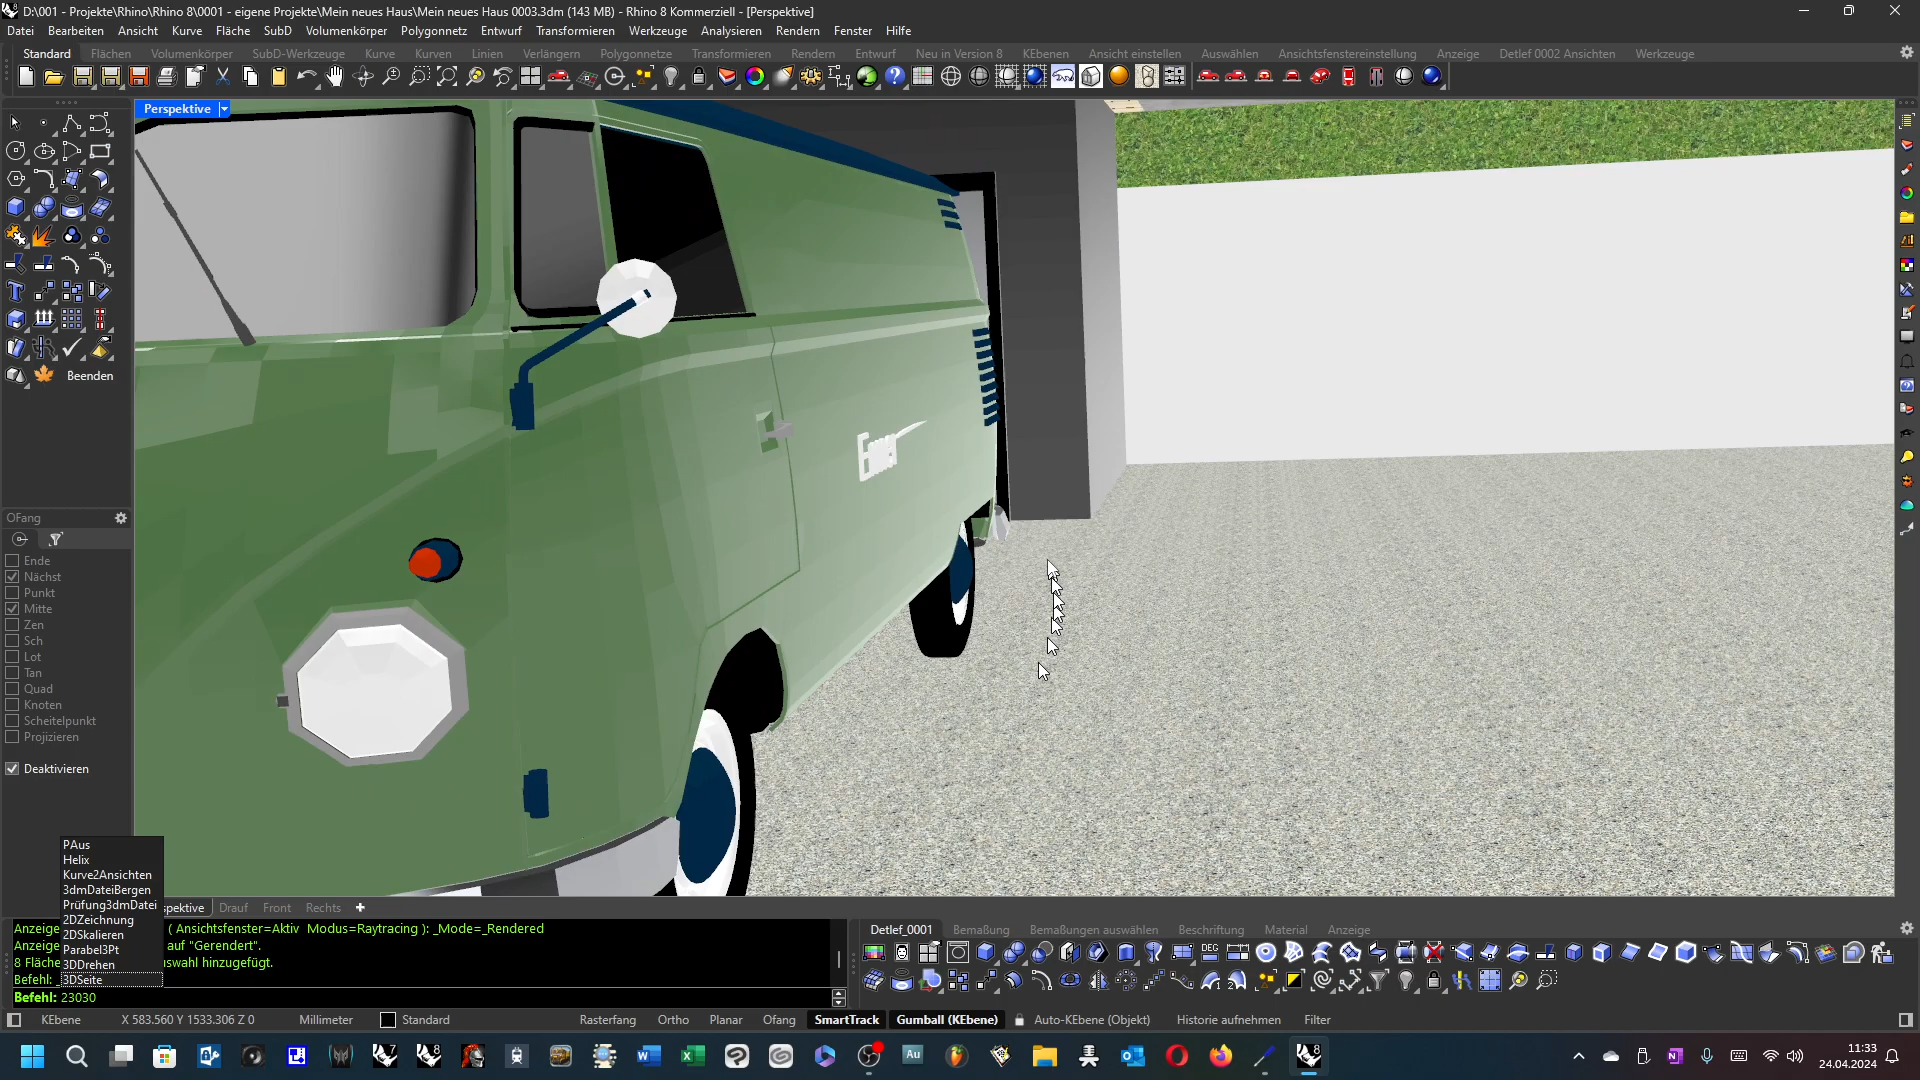 D:\001 - Projekte\Rhino\Rhino 8\0001 - eigene Projekte\Mein neues Haus\Mein neues Haus 0003.3dm (143 MB) - Rhino 8 Kommerziell - [Perspektive]
Datei Bearbeiten Ansicht Kurve Fläche SubD Volumenkörper Polygonnetz Entwurf Transformieren Werkzeuge Analysieren Rendern Fenster Hilfe
Standard Flächen Volumenkörper SubD-Werkzeuge Kurve Kurven Linien Verlängern Polygonnetze Transformieren Rendern Entwurf Neu in Version 8 KEbenen Ansicht einstellen Auswählen Ansichtsfenstereinstellung Anzeige Detlef 0002 Ansichten Werkzeuge
Perspektive
Beenden
OFang
Ende
Nächst
Punkt
Mitte
Zen
Sch
Lot
Tan
Quad
Knoten
Scheitelpunkt
Projizieren
Deaktivieren
PAus
Helix
Kurve2Ansichten
3dmDateiBergen
Prüfung3dmDatei
2DZeichnung
2DSkalieren
Parabel3Pt
3DDrehen
3DSeite
spektive Drauf Front Rechts
Anzeige ( Ansichtsfenster=Aktiv Modus=Raytracing ): _Mode=_Rendered
Anzeige auf "Gerendert".
8 Fläche swahl hinzugefügt.
Befehl:
Befehl: 23030
Detlef_0001 Bemaßung Bemaßungen auswählen Beschriftung Material Anzeige
DEG
KEbene X 583.560 Y 1533.306 Z 0 Millimeter Standard Rasterfang Ortho Planar Ofang SmartTrack Gumball (KEbene) Auto-KEbene (Objekt) Historie aufnehmen Filter
7 8 Au 8
11:33
24.04.2024